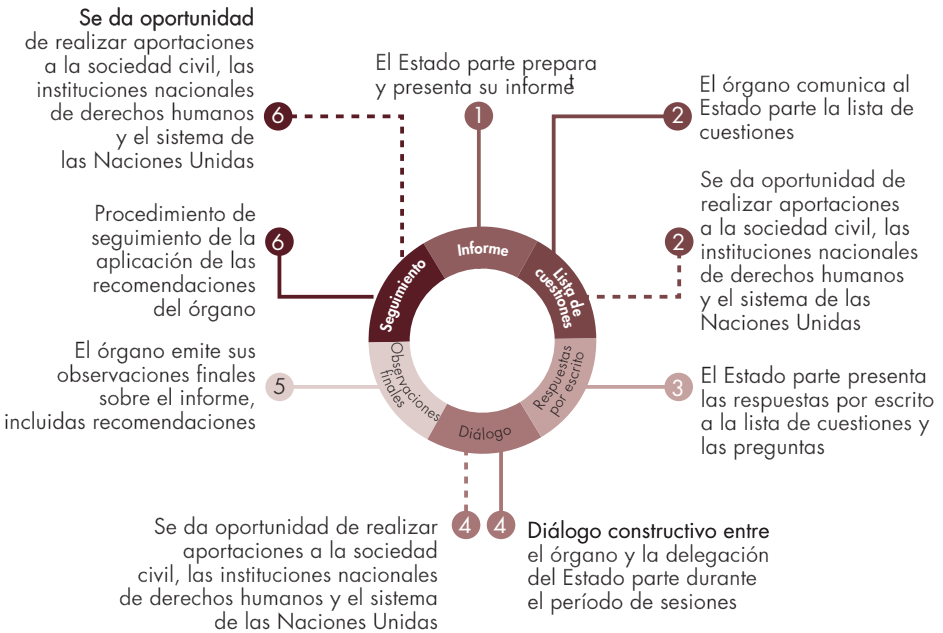 Se da oportunidad
de realizar aportaciones
a la sociedad civil, las
instituciones nacionales
de derechos humanos
y el sistema de
las Naciones Unidas
6
El Estado parte prepara
y presenta su informe
1
2
El órgano comunica al
Estado parte la lista de
cuestiones
Se da oportunidad de
realizar aportaciones
a la sociedad civil, las
instituciones nacionales
de derechos humanos
y el sistema de las
Naciones Unidas
2
Procedimiento de
seguimiento de la
aplicación de las
recomendaciones
del órgano
6
Informe
Lista de
cuestiones
Respuestas
por escrito
Diálogo
Observaciones
finales
Seguimiento
El órgano emite sus
observaciones finales
sobre el informe,
incluidas recomendaciones
5
3
El Estado parte presenta
las respuestas por escrito
a la lista de cuestiones y
las preguntas
Se da oportunidad de realizar
aportaciones a la sociedad
civil, las instituciones nacionales
de derechos humanos y el sistema
de las Naciones Unidas
4
4
Diálogo constructivo entre
el órgano y la delegación
del Estado parte durante
el período de sesiones